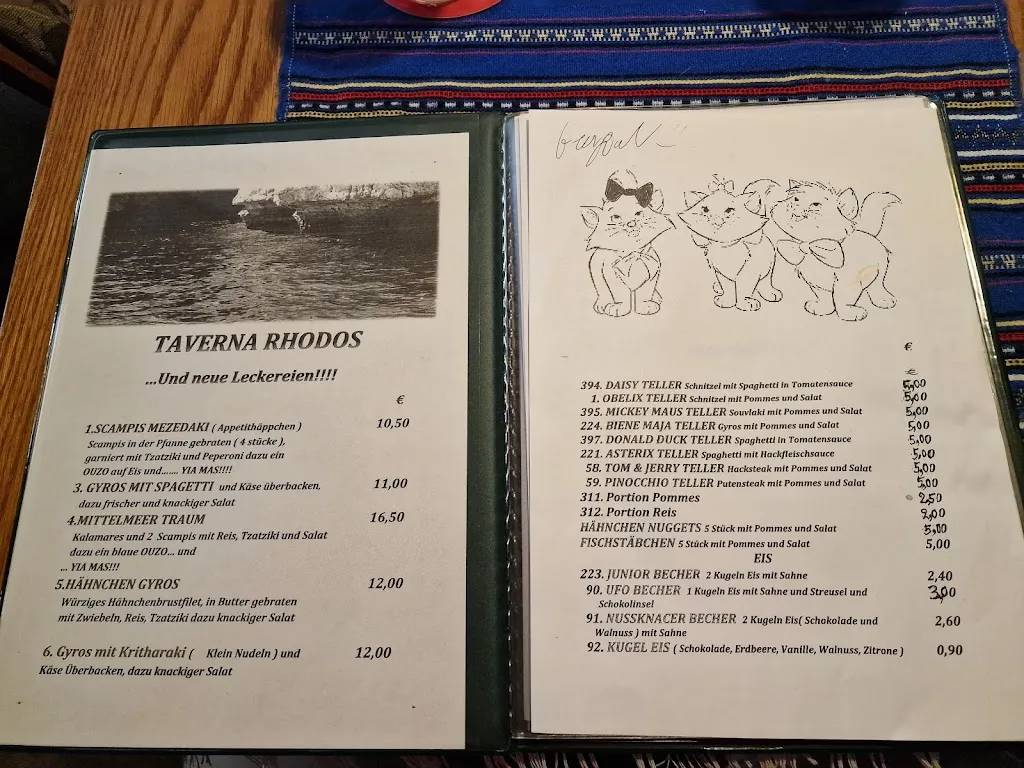 TAVERNA RHODOS
...Und neue Leckereien!!!!
€
1.SCAMPIS MEZEDAKI ( Appetithäppchen ) 10,50
Scampis in der Pfanne gebraten ( 4 stücke ),
garniert mit Tzatziki und Peperoni dazu ein
OUZO auf Eis und....... YIA MAS!!!!
3. GYROS MIT SPAGETTI und Käse überbacken, 11,00
dazu frischer und knackiger Salat
4.MITTELMEER TRAUM 16,50
Kalamares und 2 Scampis mit Reis, Tzatziki und Salat
dazu ein blaue OUZO... und
... YIA MAS!!!
5.HÄHNCHEN GYROS 12,00
Würziges Hähnchenbrustfilet, in Butter gebraten
mit Zwiebeln, Reis, Tzatziki dazu knackiger Salat
6. Gyros mit Kritharaki ( Klein Nudeln ) und 12,00
Käse Überbacken, dazu knackiger Salat
€
€
394. DAISY TELLER Schnitzel mit Spaghetti in Tomatensauce 5,00
1. OBELIX TELLER Schnitzel mit Pommes und Salat 5,00
395. MICKEY MAUS TELLER Souvlaki mit Pommes und Salat 5,00
224. BIENE MAJA TELLER Gyros mit Pommes und Salat 5,00
397. DONALD DUCK TELLER Spaghetti in Tomatensauce 5,00
221. ASTERIX TELLER Spaghetti mit Hackfleischsauce 5,00
58. TOM & JERRY TELLER Hacksteak mit Pommes und Salat 5,00
59. PINOCCHIO TELLER Putensteak mit Pommes und Salat 5,00
311. Portion Pommes 2,50
312. Portion Reis 2,00
HÄHNCHEN NUGGETS 5 Stück mit Pommes und Salat 5,00
FISCHSTÄBCHEN 5 Stück mit Pommes und Salat 5,00
EIS
223. JUNIOR BECHER 2 Kugeln Eis mit Sahne 2,40
90. UFO BECHER 1 Kugeln Eis mit Sahne und Streusel und 3,00
Schokolinsel
91. NUSSKNACER BECHER 2 Kugeln Eis( Schokolade und 2,60
Walnuss ) mit Sahne
92. KUGEL EIS ( Schokolade, Erdbeere, Vanille, Walnuss, Zitrone ) 0,90